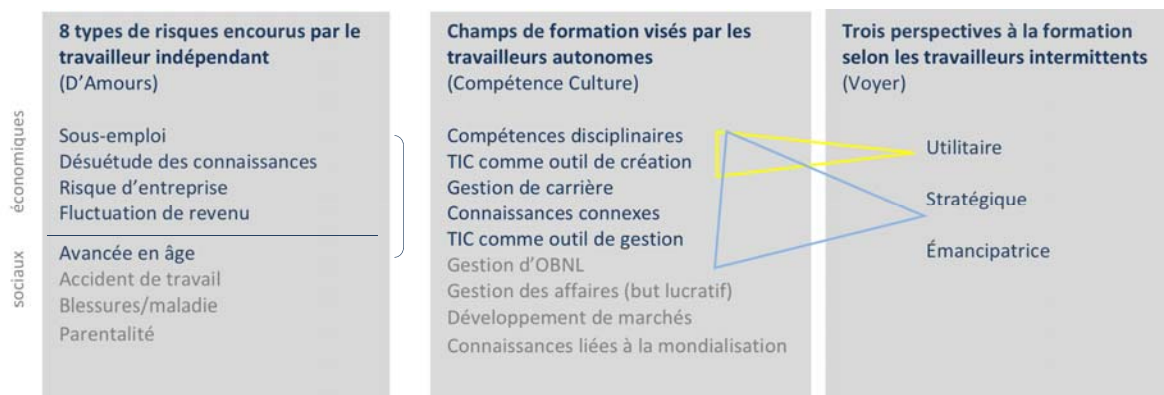 économiques
sociaux
8 types de risques encourus par le
travailleur indépendant
(D’Amours)
Sous-emploi
Désuétude des connaissances
Risque d’entreprise
Fluctuation de revenu
Avancée en âge
Accident de travail
Blessures/maladie
Parentalité
Champs de formation visés par les
travailleurs autonomes
(Compétence Culture)
Compétences disciplinaires
TIC comme outil de création
Gestion de carrière
Connaissances connexes
TIC comme outil de gestion
Gestion d’OBNL
Gestion des affaires (but lucratif)
Développement de marchés
Connaissances liées à la mondialisation
Trois perspectives à la formation
selon les travailleurs intermittents
(Voyer)
Utilitaire
Stratégique
Émancipatrice